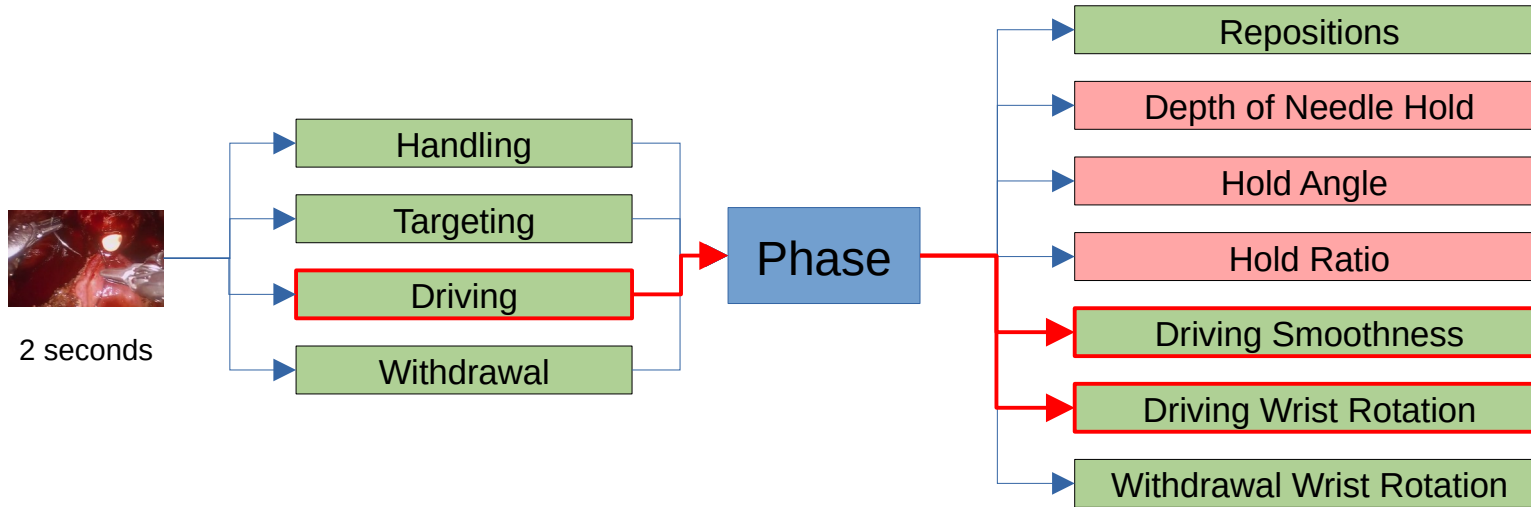 2 seconds
Handling
Targeting
Driving
Withdrawal
Phase
Repositions
Depth of Needle Hold
Hold Angle
Hold Ratio
Driving Smoothness
Driving Wrist Rotation
Withdrawal Wrist Rotation